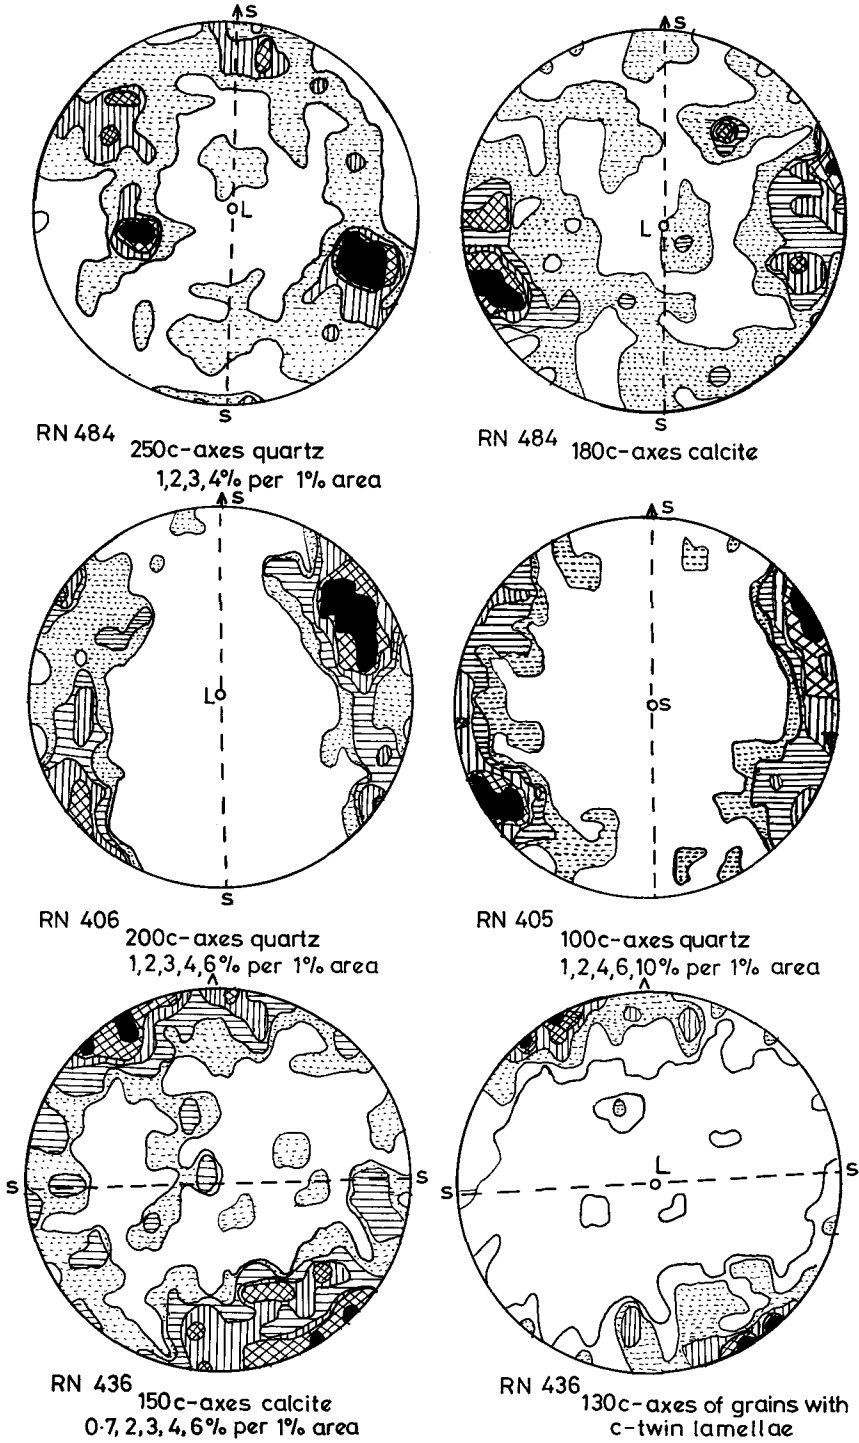 S
S
L
L
S
S
RN 484
250c-axes quartz
1,2,3,4% per 1% area
RN 484
180c-axes calcite
S
S
L
S
S
RN 406
200c-axes quartz
1,2,3,4,6% per 1% area
RN 405
100c-axes quartz
1,2,4,6,10% per 1% area
S
S
L
S
S
RN 436
150c-axes calcite
0·7,2,3,4,6% per 1% area
RN 436
130c-axes of grains with
c-twin lamellae